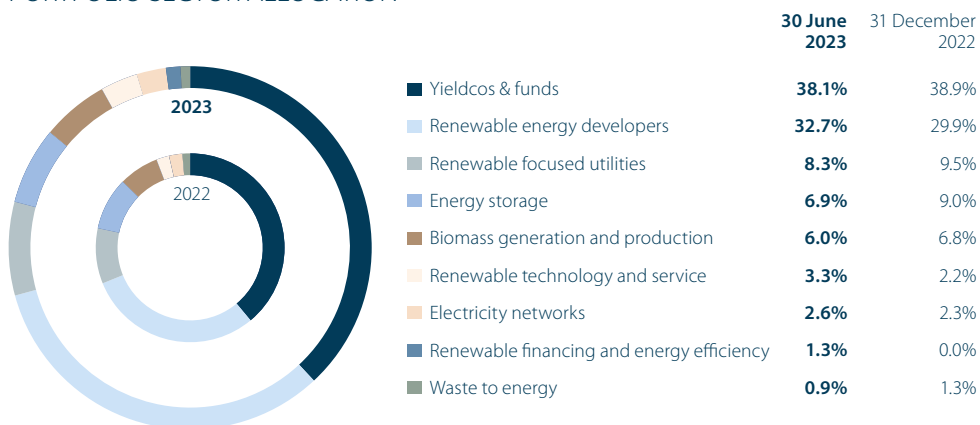 PORTFOLIO SECTOR ALLOCATION
30 June 2023
31 December 2022
2023
2022
Yieldcos & funds 38.1% 38.9%
Renewable energy developers 32.7% 29.9%
Renewable focused utilities 8.3% 9.5%
Energy storage 6.9% 9.0%
Biomass generation and production 6.0% 6.8%
Renewable technology and service 3.3% 2.2%
Electricity networks 2.6% 2.3%
Renewable financing and energy efficiency 1.3% 0.0%
Waste to energy 0.9% 1.3%